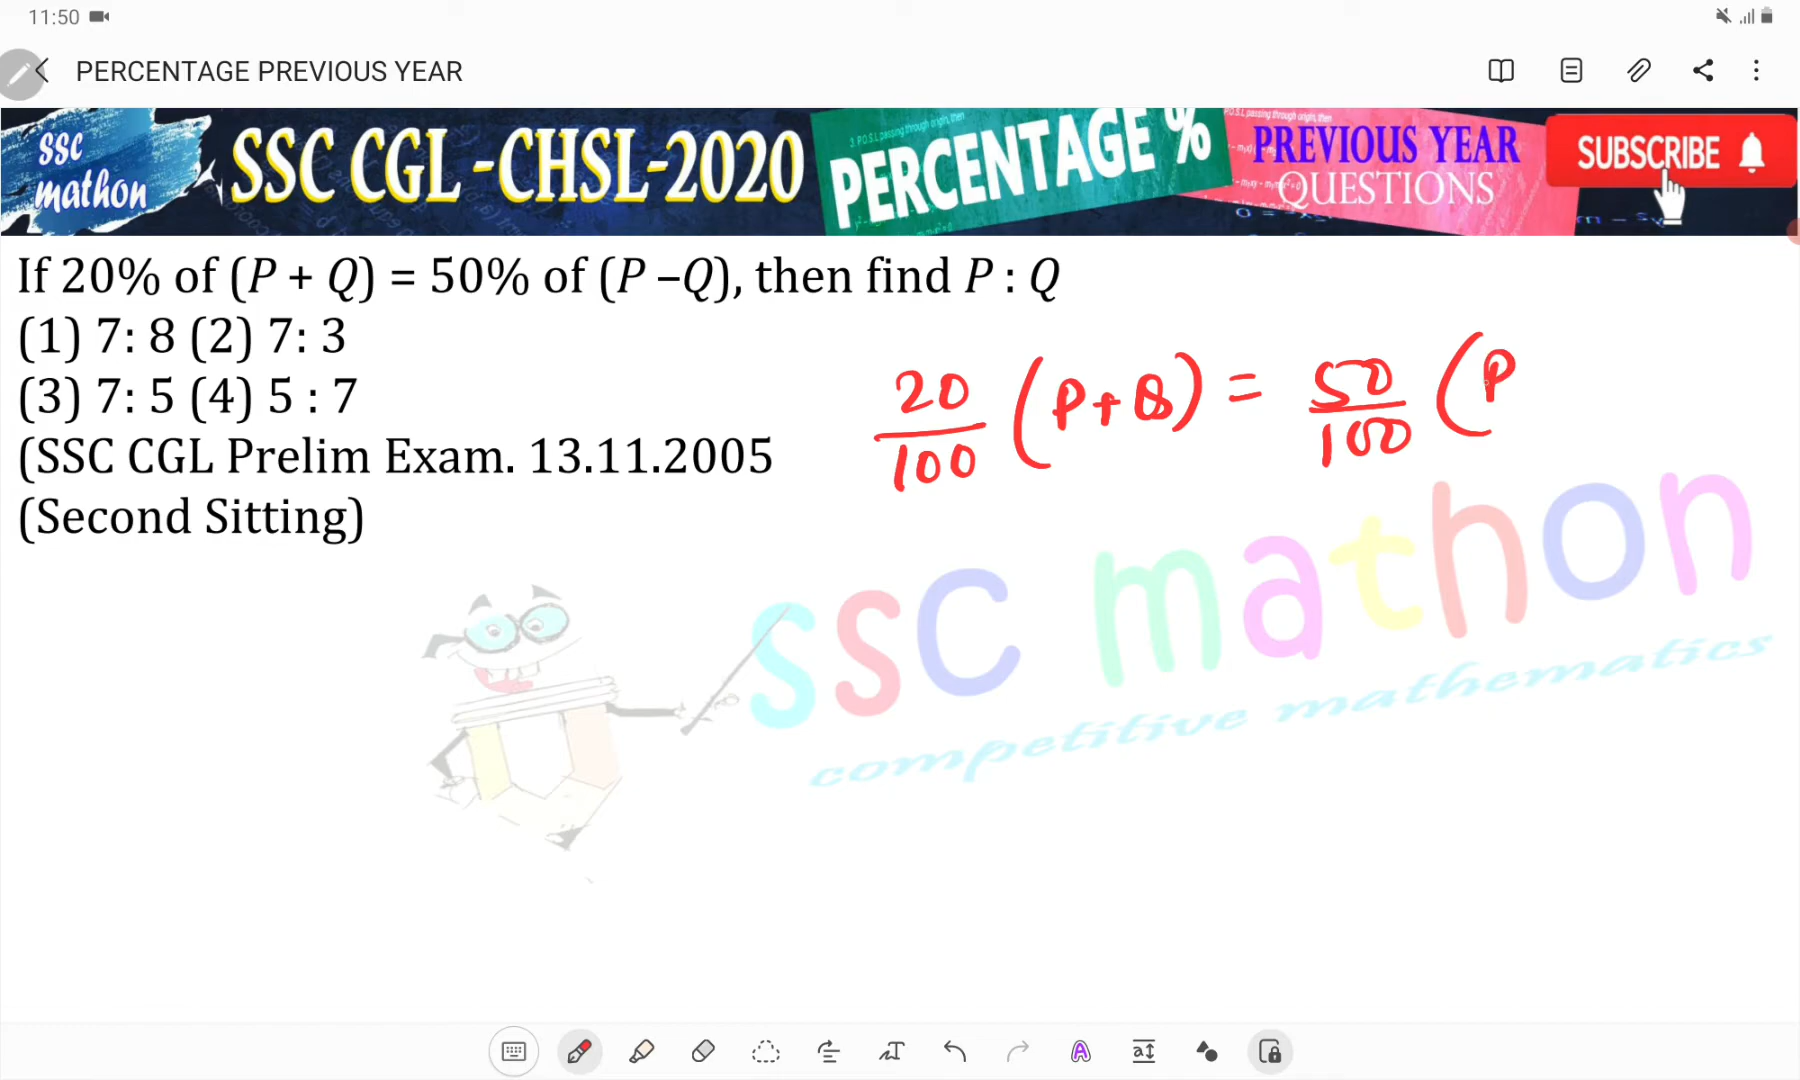 11:50
PERCENTAGE PREVIOUS YEAR
SSC mathon
SSC CGL -CHSL-2020
PERCENTAGE %
PREVIOUS YEAR
QUESTIONS
SUBSCRIBE
If 20% of (P + Q) = 50% of (P –Q), then find P : Q
(1) 7: 8 (2) 7: 3
(3) 7: 5 (4) 5 : 7
(SSC CGL Prelim Exam. 13.11.2005
(Second Sitting)
20/100 (P+Q) = 50/100 (P
SSC mathon
competitive mathematics